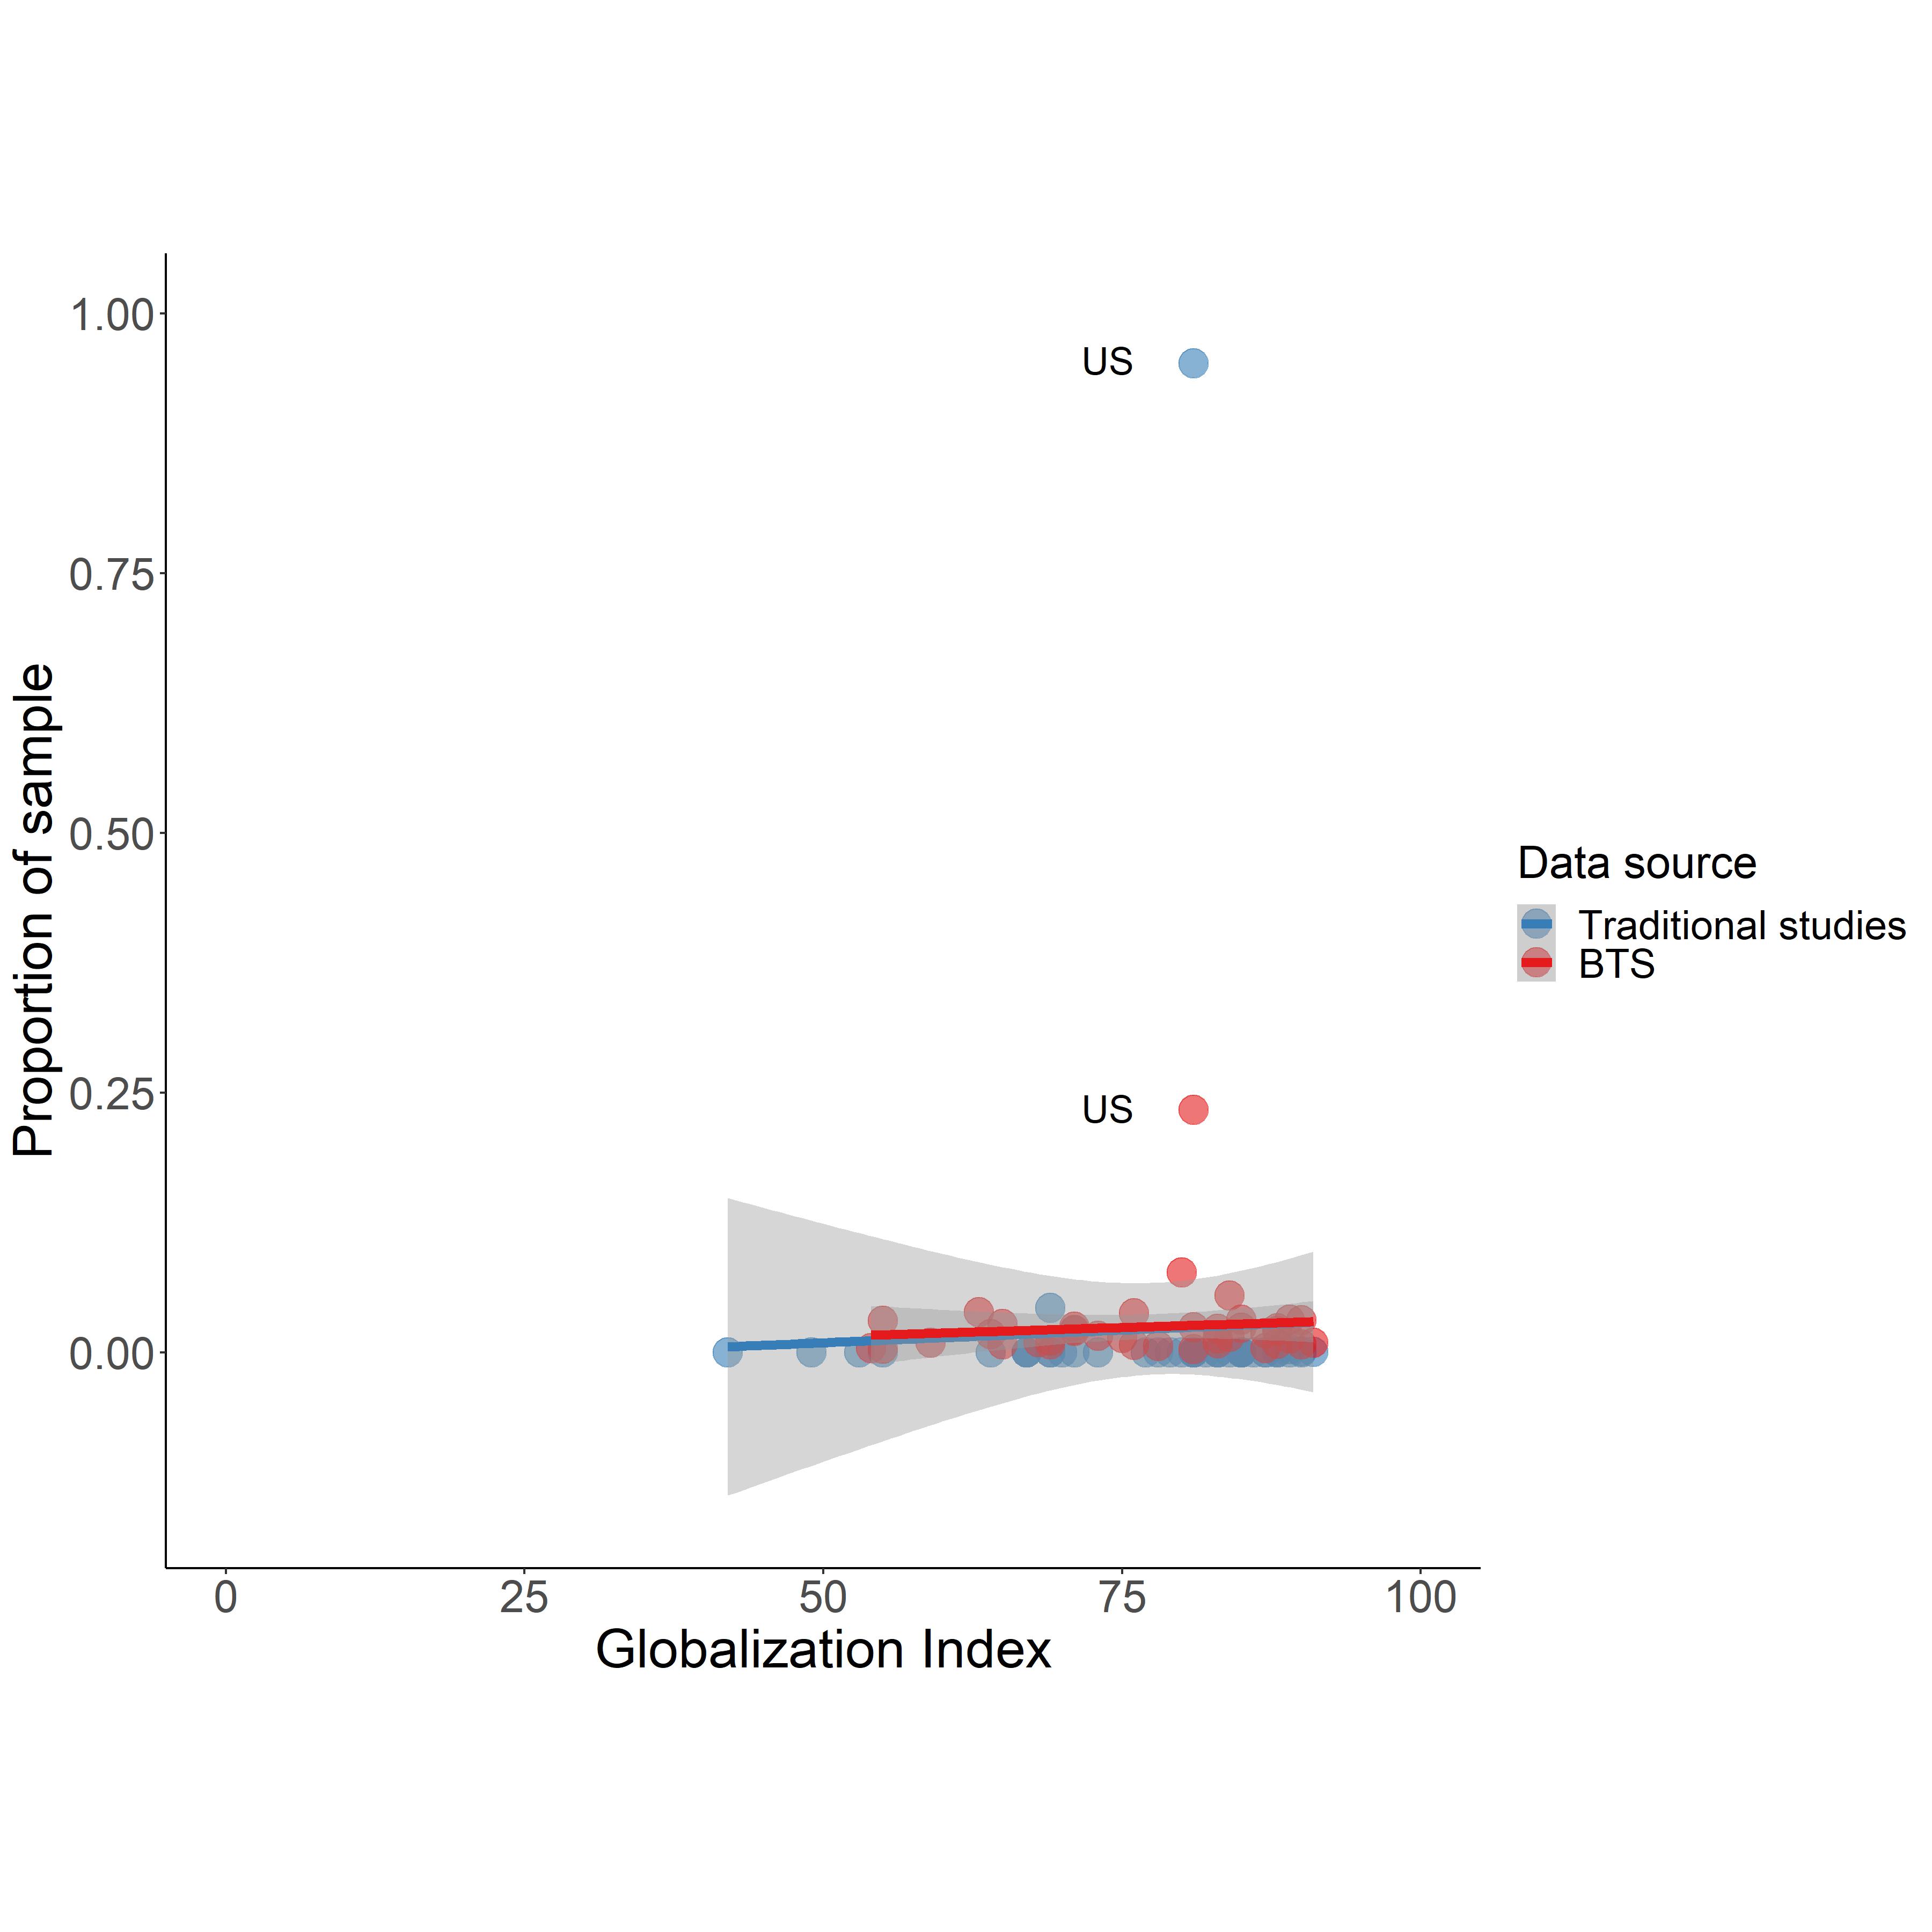 1.00
0.75
0.50
0.25
0.00
Proportion of sample
US
US
0
25
50
75
100
Globalization Index
Data source
Traditional studies
BTS